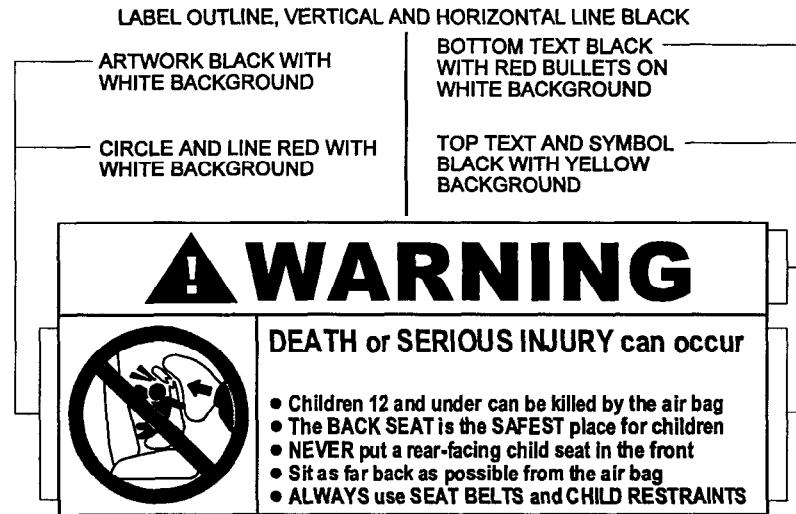 LABEL OUTLINE, VERTICAL AND HORIZONTAL LINE BLACK
ARTWORK BLACK WITH
WHITE BACKGROUND
BOTTOM TEXT BLACK
WITH RED BULLETS ON
WHITE BACKGROUND
CIRCLE AND LINE RED WITH
WHITE BACKGROUND
TOP TEXT AND SYMBOL
BLACK WITH YELLOW
BACKGROUND
! WARNING
DEATH or SERIOUS INJURY can occur
● Children 12 and under can be killed by the air bag
● The BACK SEAT is the SAFEST place for children
● NEVER put a rear-facing child seat in the front
● Sit as far back as possible from the air bag
● ALWAYS use SEAT BELTS and CHILD RESTRAINTS